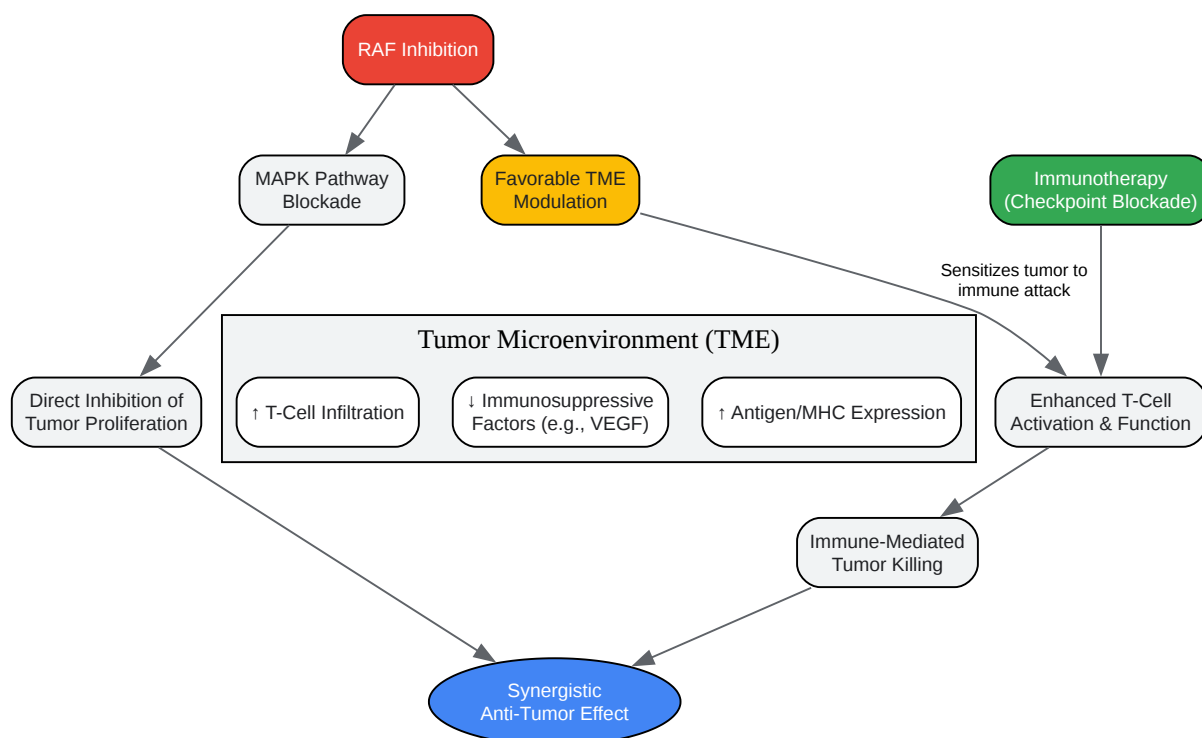 RAF Inhibition
MAPK Pathway
Blockade
Favorable TME
Modulation
Immunotherapy
(Checkpoint Blockade)
Sensitizes tumor to
immune attack
Tumor Microenvironment (TME)
Direct Inhibition of
Tumor Proliferation
↑ T-Cell Infiltration
↓ Immunosuppressive
Factors (e.g., VEGF)
↑ Antigen/MHC Expression
Enhanced T-Cell
Activation & Function
Immune-Mediated
Tumor Killing
Synergistic
Anti-Tumor Effect